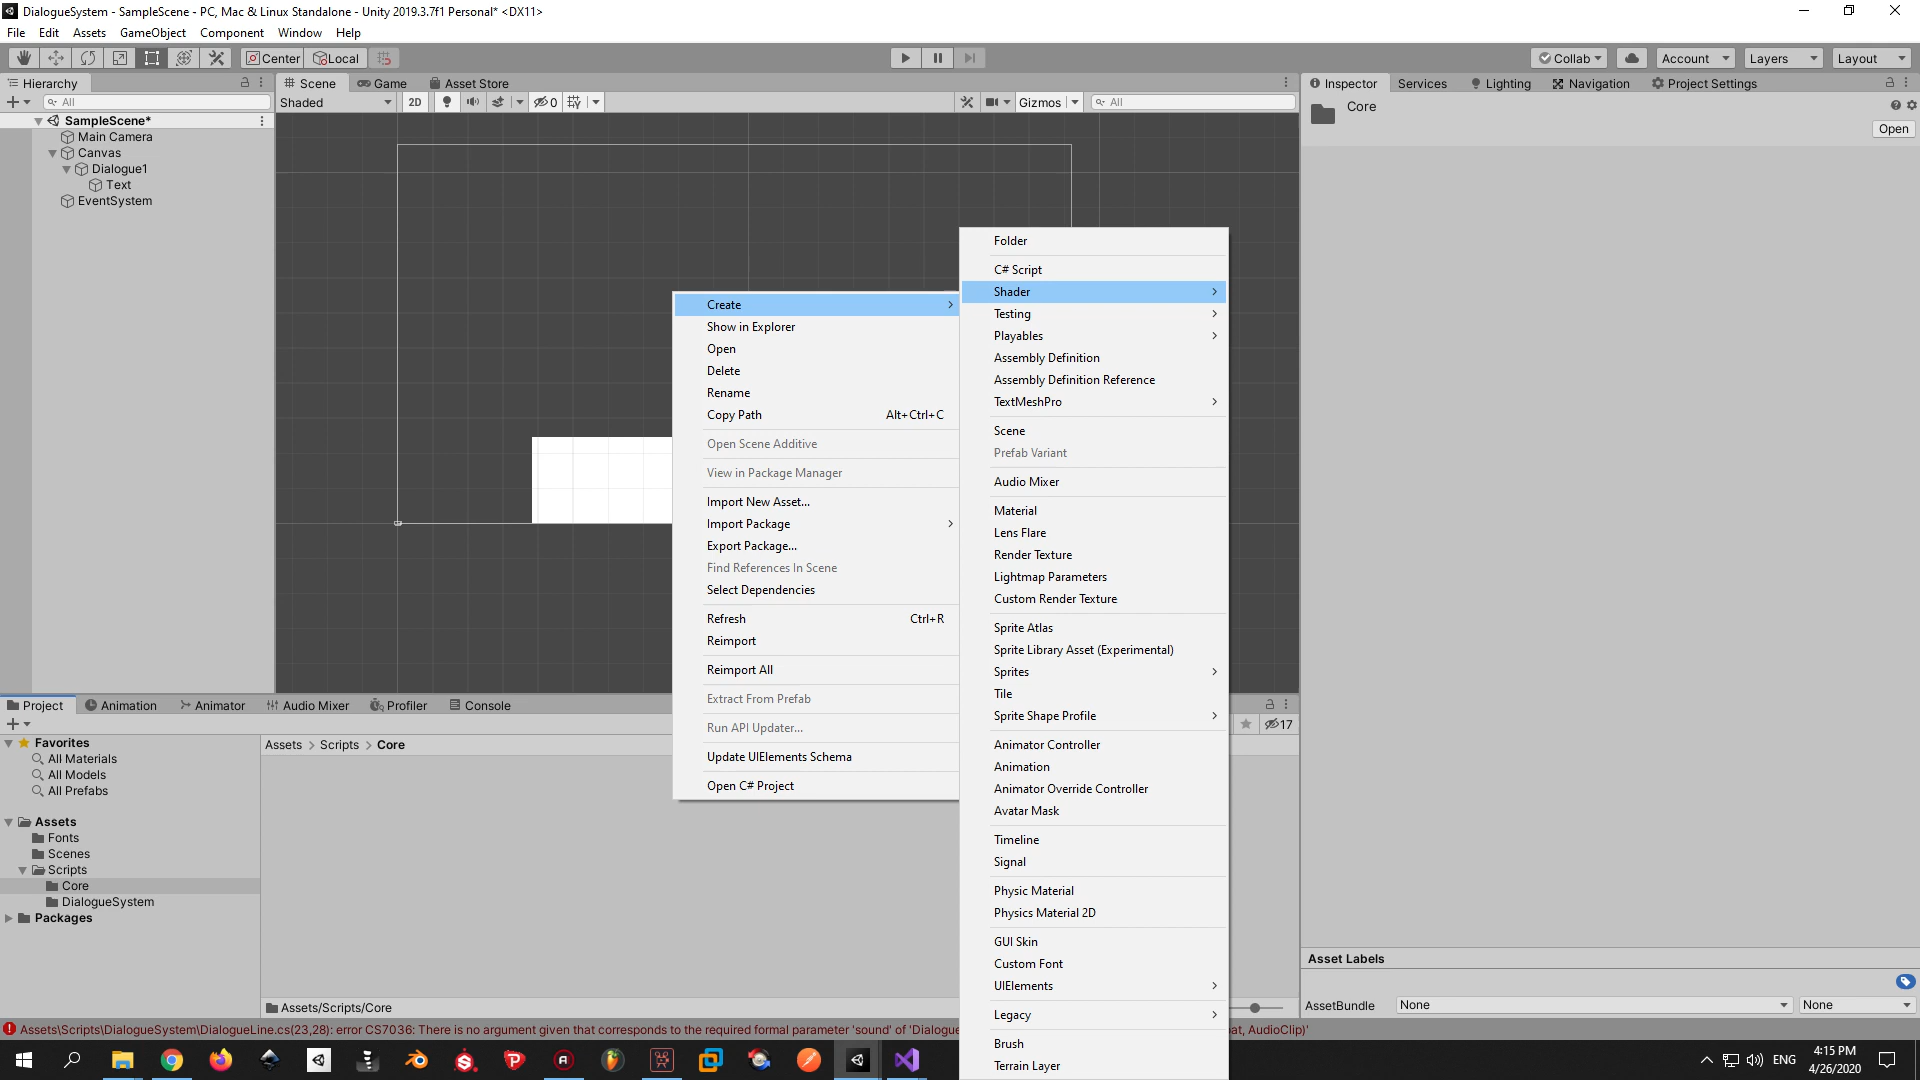 DialogueSystem - SampleScene - PC, Mac & Linux Standalone - Unity 2019.3.7f1 Personal* <DX11>
File Edit Assets GameObject Component Window Help
Center Local Collab Account Layers Layout
Hierarchy
All
SampleScene*
Main Camera
Canvas
Dialogue1
Text
EventSystem
Scene Game Asset Store
Shaded 2D 0 Gizmos All
Inspector Services Lighting Navigation Project Settings
Core
Open
Create
Show in Explorer
Open
Delete
Rename
Copy Path Alt+Ctrl+C
Open Scene Additive
View in Package Manager
Import New Asset...
Import Package
Export Package...
Find References In Scene
Select Dependencies
Refresh Ctrl+R
Reimport
Reimport All
Extract From Prefab
Run API Updater...
Update UIElements Schema
Open C# Project
Folder
C# Script
Shader
Testing
Playables
Assembly Definition
Assembly Definition Reference
TextMeshPro
Scene
Prefab Variant
Audio Mixer
Material
Lens Flare
Render Texture
Lightmap Parameters
Custom Render Texture
Sprite Atlas
Sprite Library Asset (Experimental)
Sprites
Tile
Sprite Shape Profile
Animator Controller
Animation
Animator Override Controller
Avatar Mask
Timeline
Signal
Physic Material
Physics Material 2D
GUI Skin
Custom Font
UIElements
Legacy
Brush
Terrain Layer
Project Animation Animator Audio Mixer Profiler Console
17
Favorites
All Materials
All Models
All Prefabs
Assets
Fonts
Scenes
Scripts
Core
DialogueSystem
Packages
Assets > Scripts > Core
Assets/Scripts/Core
Asset Labels
AssetBundle None None
Assets\Scripts\DialogueSystem\DialogueLine.cs(23,28): error CS7036: There is no argument given that corresponds to the required formal parameter 'sound' of 'Dialogue at, AudioClip)'
ENG
4:15 PM
4/26/2020